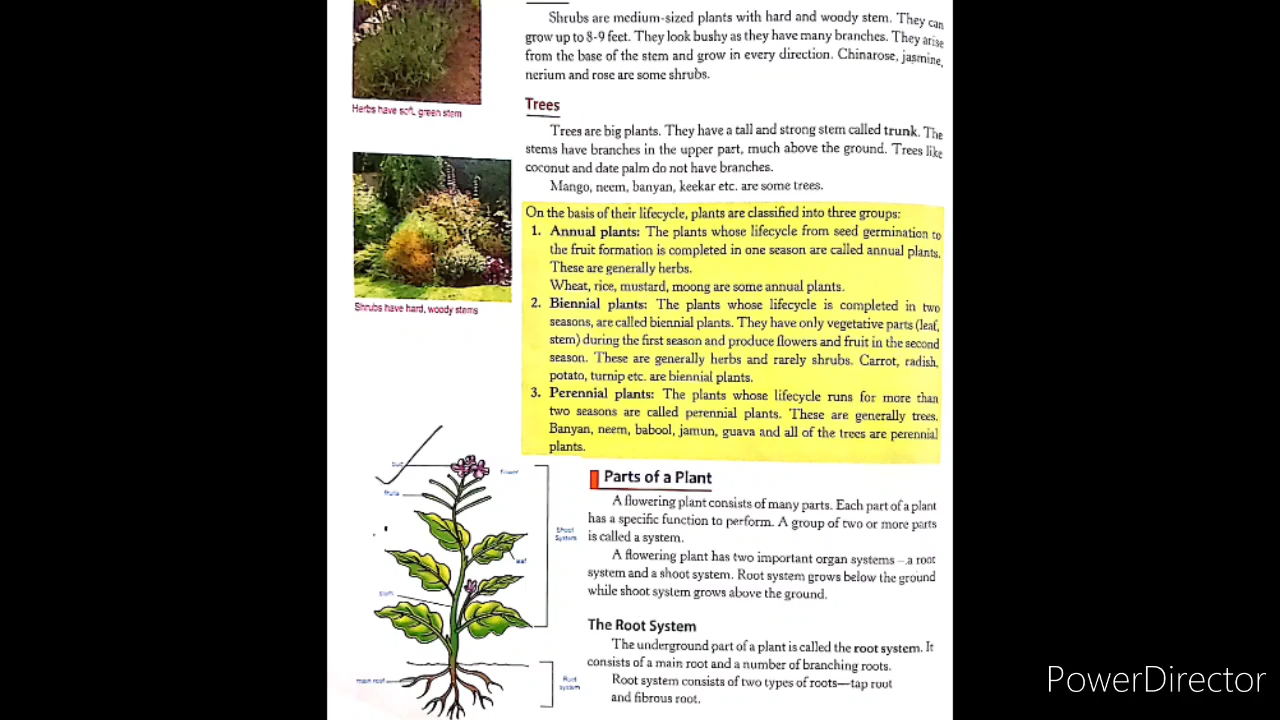 Shrubs are medium-sized plants with hard and woody stem. They can
grow up to 8-9 feet. They look bushy as they have many branches. They arise
from the base of the stem and grow in every direction. Chinarose, jasmine,
nerium and rose are some shrubs.
Herbs have soft, green stem
Trees
Trees are big plants. They have a tall and strong stem called trunk. The
stems have branches in the upper part, much above the ground. Trees like
coconut and date palm do not have branches.
Mango, neem, banyan, keekar etc. are some trees.
Shrubs have hard, woody stems
On the basis of their lifecycle, plants are classified into three groups:
1. Annual plants: The plants whose lifecycle from seed germination to
the fruit formation is completed in one season are called annual plants.
These are generally herbs.
Wheat, rice, mustard, moong are some annual plants.
2. Biennial plants: The plants whose lifecycle is completed in two
seasons, are called biennial plants. They have only vegetative parts (leaf,
stem) during the first season and produce flowers and fruit in the second
season. These are generally herbs and rarely shrubs. Carrot, radish,
potato, turnip etc. are biennial plants.
3. Perennial plants: The plants whose lifecycle runs for more than
two seasons are called perennial plants. These are generally trees.
Banyan, neem, babool, jamun, guava and all of the trees are perennial
plants.
flower
Shoot
System
leaf
stem
main root
Root
system
Parts of a Plant
A flowering plant consists of many parts. Each part of a plant
has a specific function to perform. A group of two or more parts
is called a system.
A flowering plant has two important organ systems—a root
system and a shoot system. Root system grows below the ground
while shoot system grows above the ground.
The Root System
The underground part of a plant is called the root system. It
consists of a main root and a number of branching roots.
Root system consists of two types of roots—tap root
and fibrous root.
PowerDirector